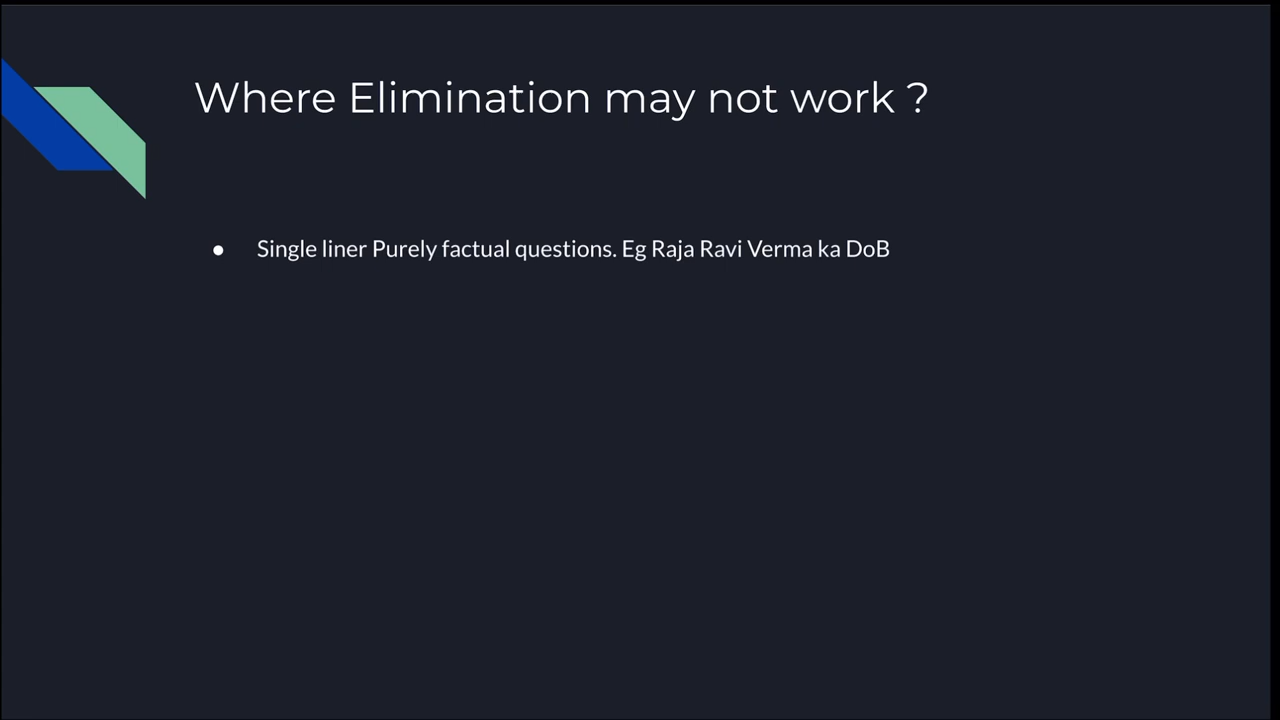 Where Elimination may not work ?
● Single liner Purely factual questions. Eg Raja Ravi Verma ka DoB